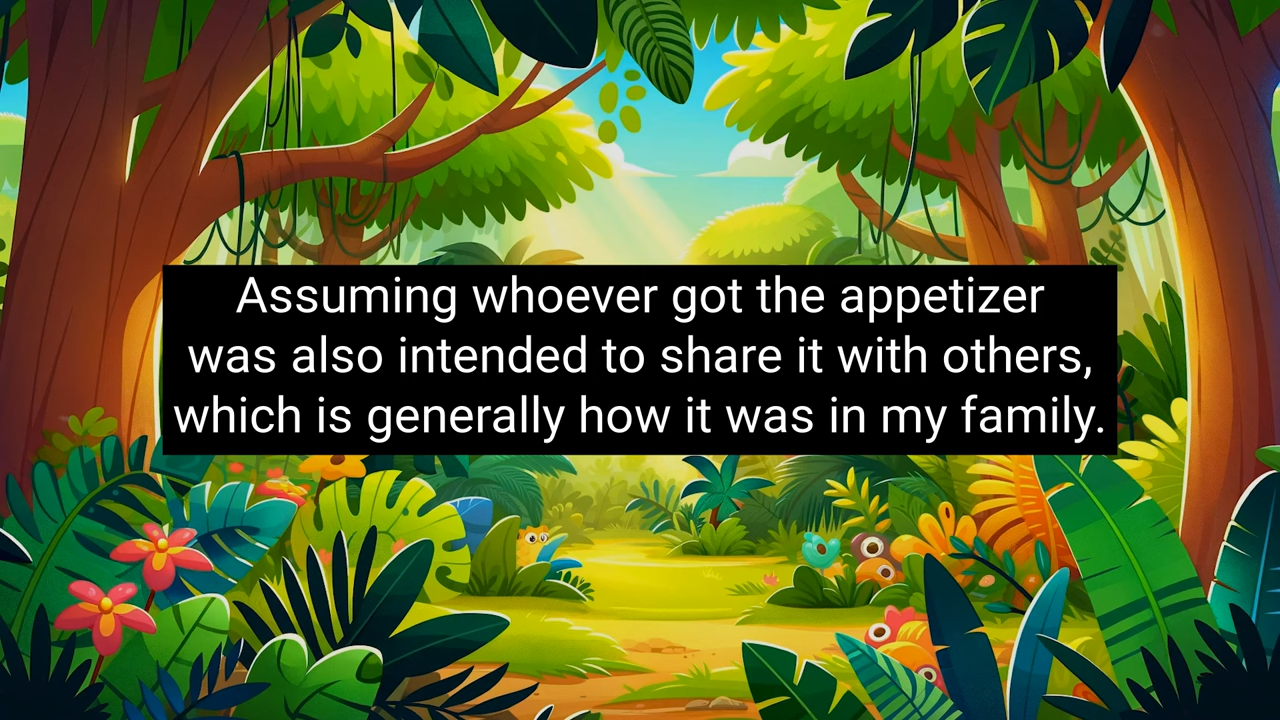 Assuming whoever got the appetizer
was also intended to share it with others,
which is generally how it was in my family.